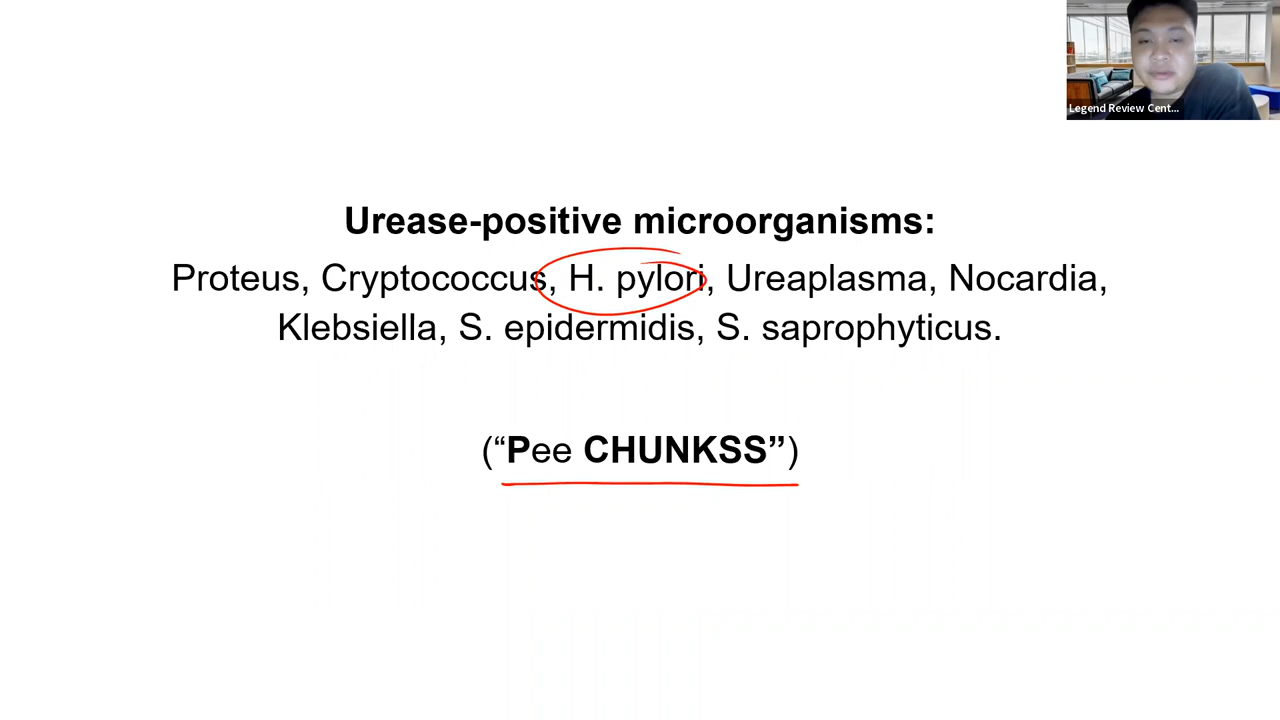 Legend Review Cent...
Urease-positive microorganisms:
Proteus, Cryptococcus, H. pylori, Ureaplasma, Nocardia,
Klebsiella, S. epidermidis, S. saprophyticus.
(“Pee CHUNKSS”)